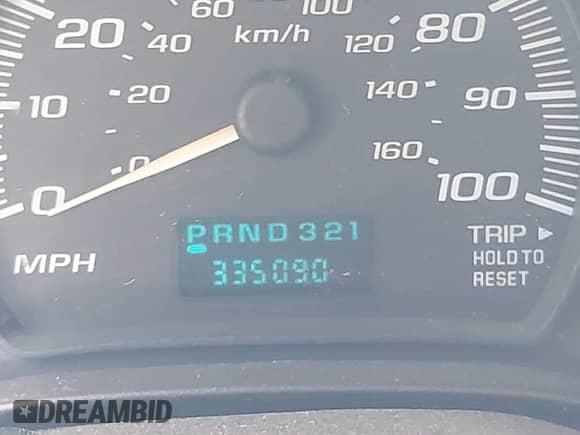 60 100
20 40 km/h 120 80
10 20 140 90
0 0 160 100
PRND321 TRIP ►
MPH 335090 HOLD TO
RESET
DREAMBID